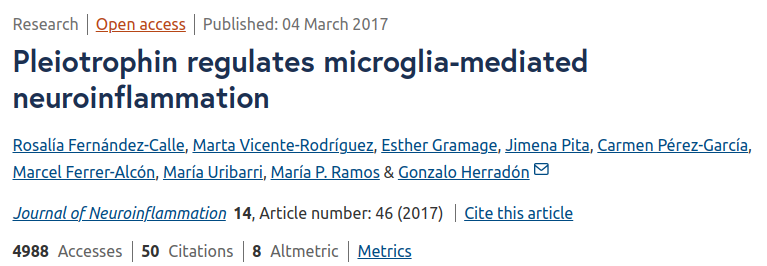 Research | Open access | Published: 04 March 2017
Pleiotrophin regulates microglia-mediated
neuroinflammation
Rosalía Fernández-Calle, Marta Vicente-Rodríguez, Esther Gramage, Jimena Pita, Carmen Pérez-García,
Marcel Ferrer-Alcón, María Uribarri, María P. Ramos & Gonzalo Herradón
Journal of Neuroinflammation 14, Article number: 46 (2017) | Cite this article
4988 Accesses | 50 Citations | 8 Altmetric | Metrics